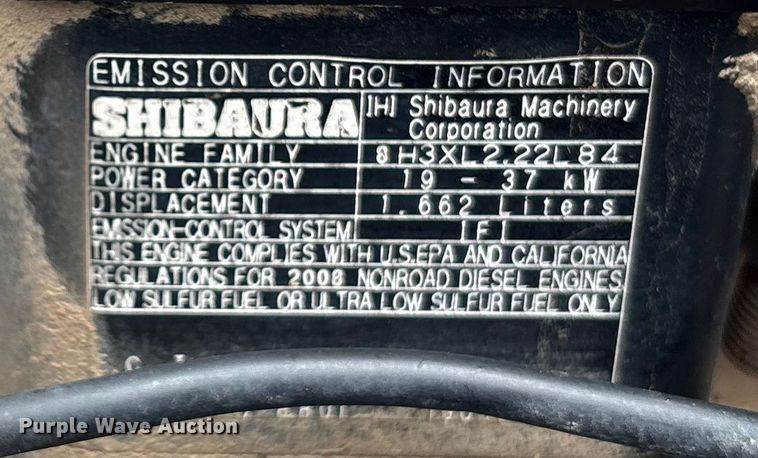 EMISSION CONTROL INFORMATION
SHIBAURA IHI Shibaura Machinery
Corporation
ENGINE FAMILY 8H3XL2.22L84
POWER CATEGORY 19 - 37 kW
DISPLACEMENT 1.662 Liters
EMISSION CONTROL SYSTEM IFI
THIS ENGINE COMPLIES WITH U.S.EPA AND CALIFORNIA
REGULATIONS FOR 2008 NONROAD DIESEL ENGINES
LOW SULFUR FUEL OR ULTRA LOW SULFUR FUEL ONLY
Purple Wave Auction